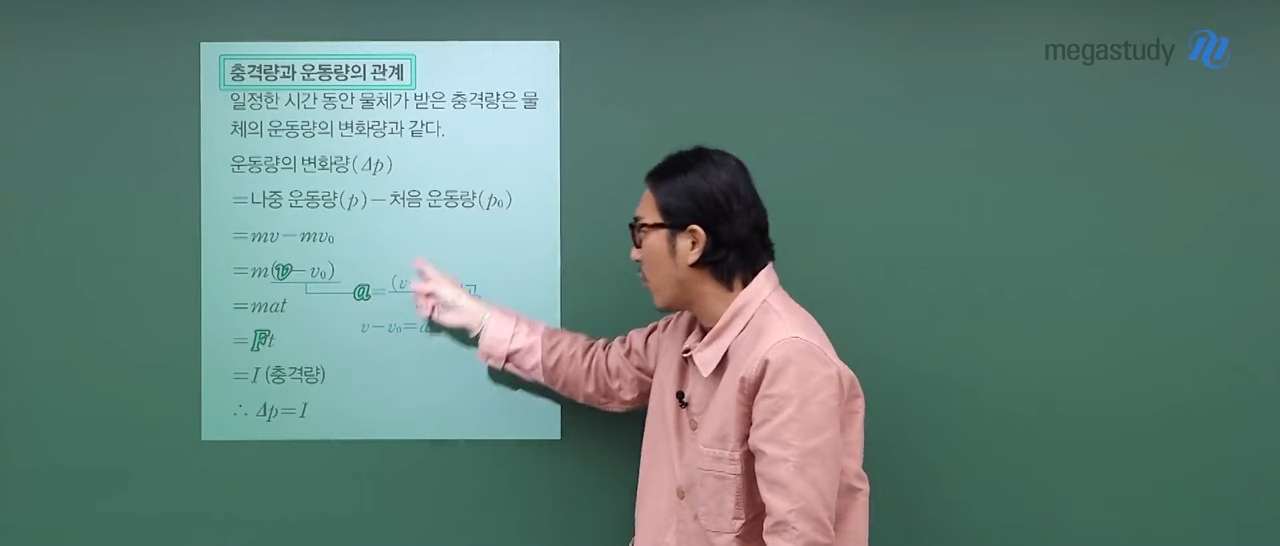 megastudy
충격량과 운동량의 관계
일정한 시간 동안 물체가 받은 충격량은 물
체의 운동량의 변화량과 같다.
운동량의 변화량(Δp)
=나중 운동량(p)-처음 운동량(p₀)
=mv-mv₀
=m(v-v₀)
a=
(v
=mat
v-v₀=
=Ft
=I (충격량)
∴ Δp=I